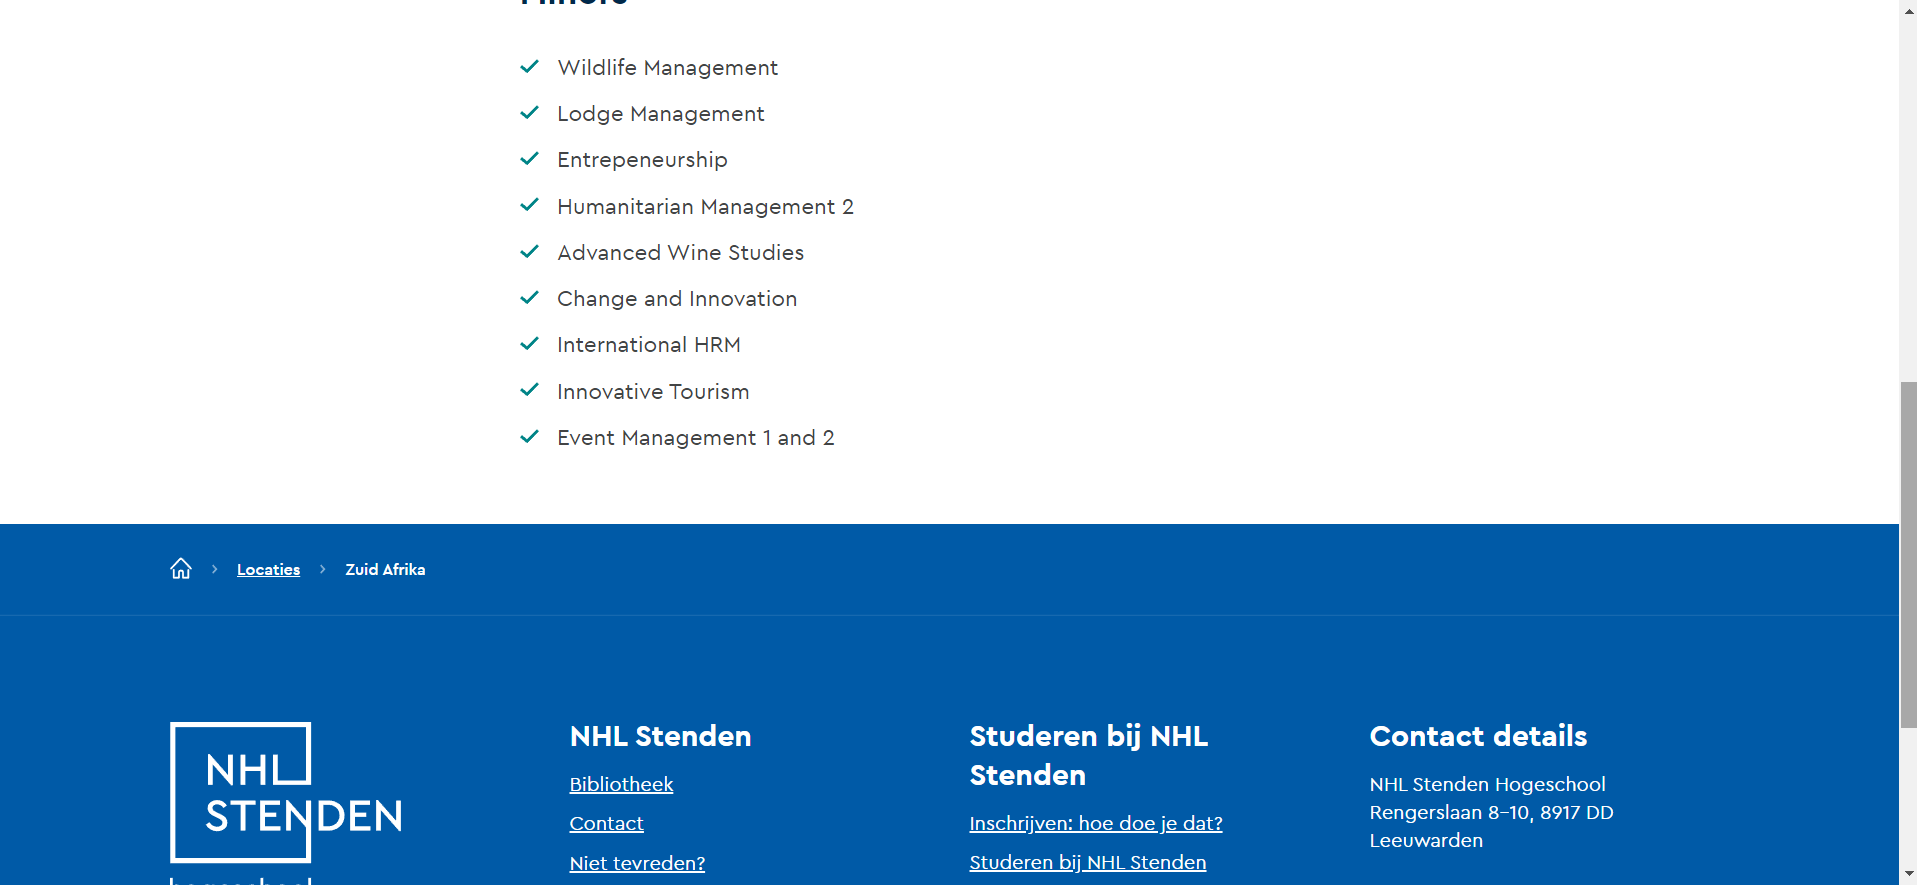 Minors
Wildlife Management
Lodge Management
Entrepeneurship
Humanitarian Management 2
Advanced Wine Studies
Change and Innovation
International HRM
Innovative Tourism
Event Management 1 and 2
Locaties
Zuid Afrika
NHL
STENDEN
hogeschool
NHL Stenden
Bibliotheek
Contact
Niet tevreden?
Studeren bij NHL
Stenden
Inschrijven: hoe doe je dat?
Studeren bij NHL Stenden
Contact details
NHL Stenden Hogeschool
Rengerslaan 8-10, 8917 DD
Leeuwarden